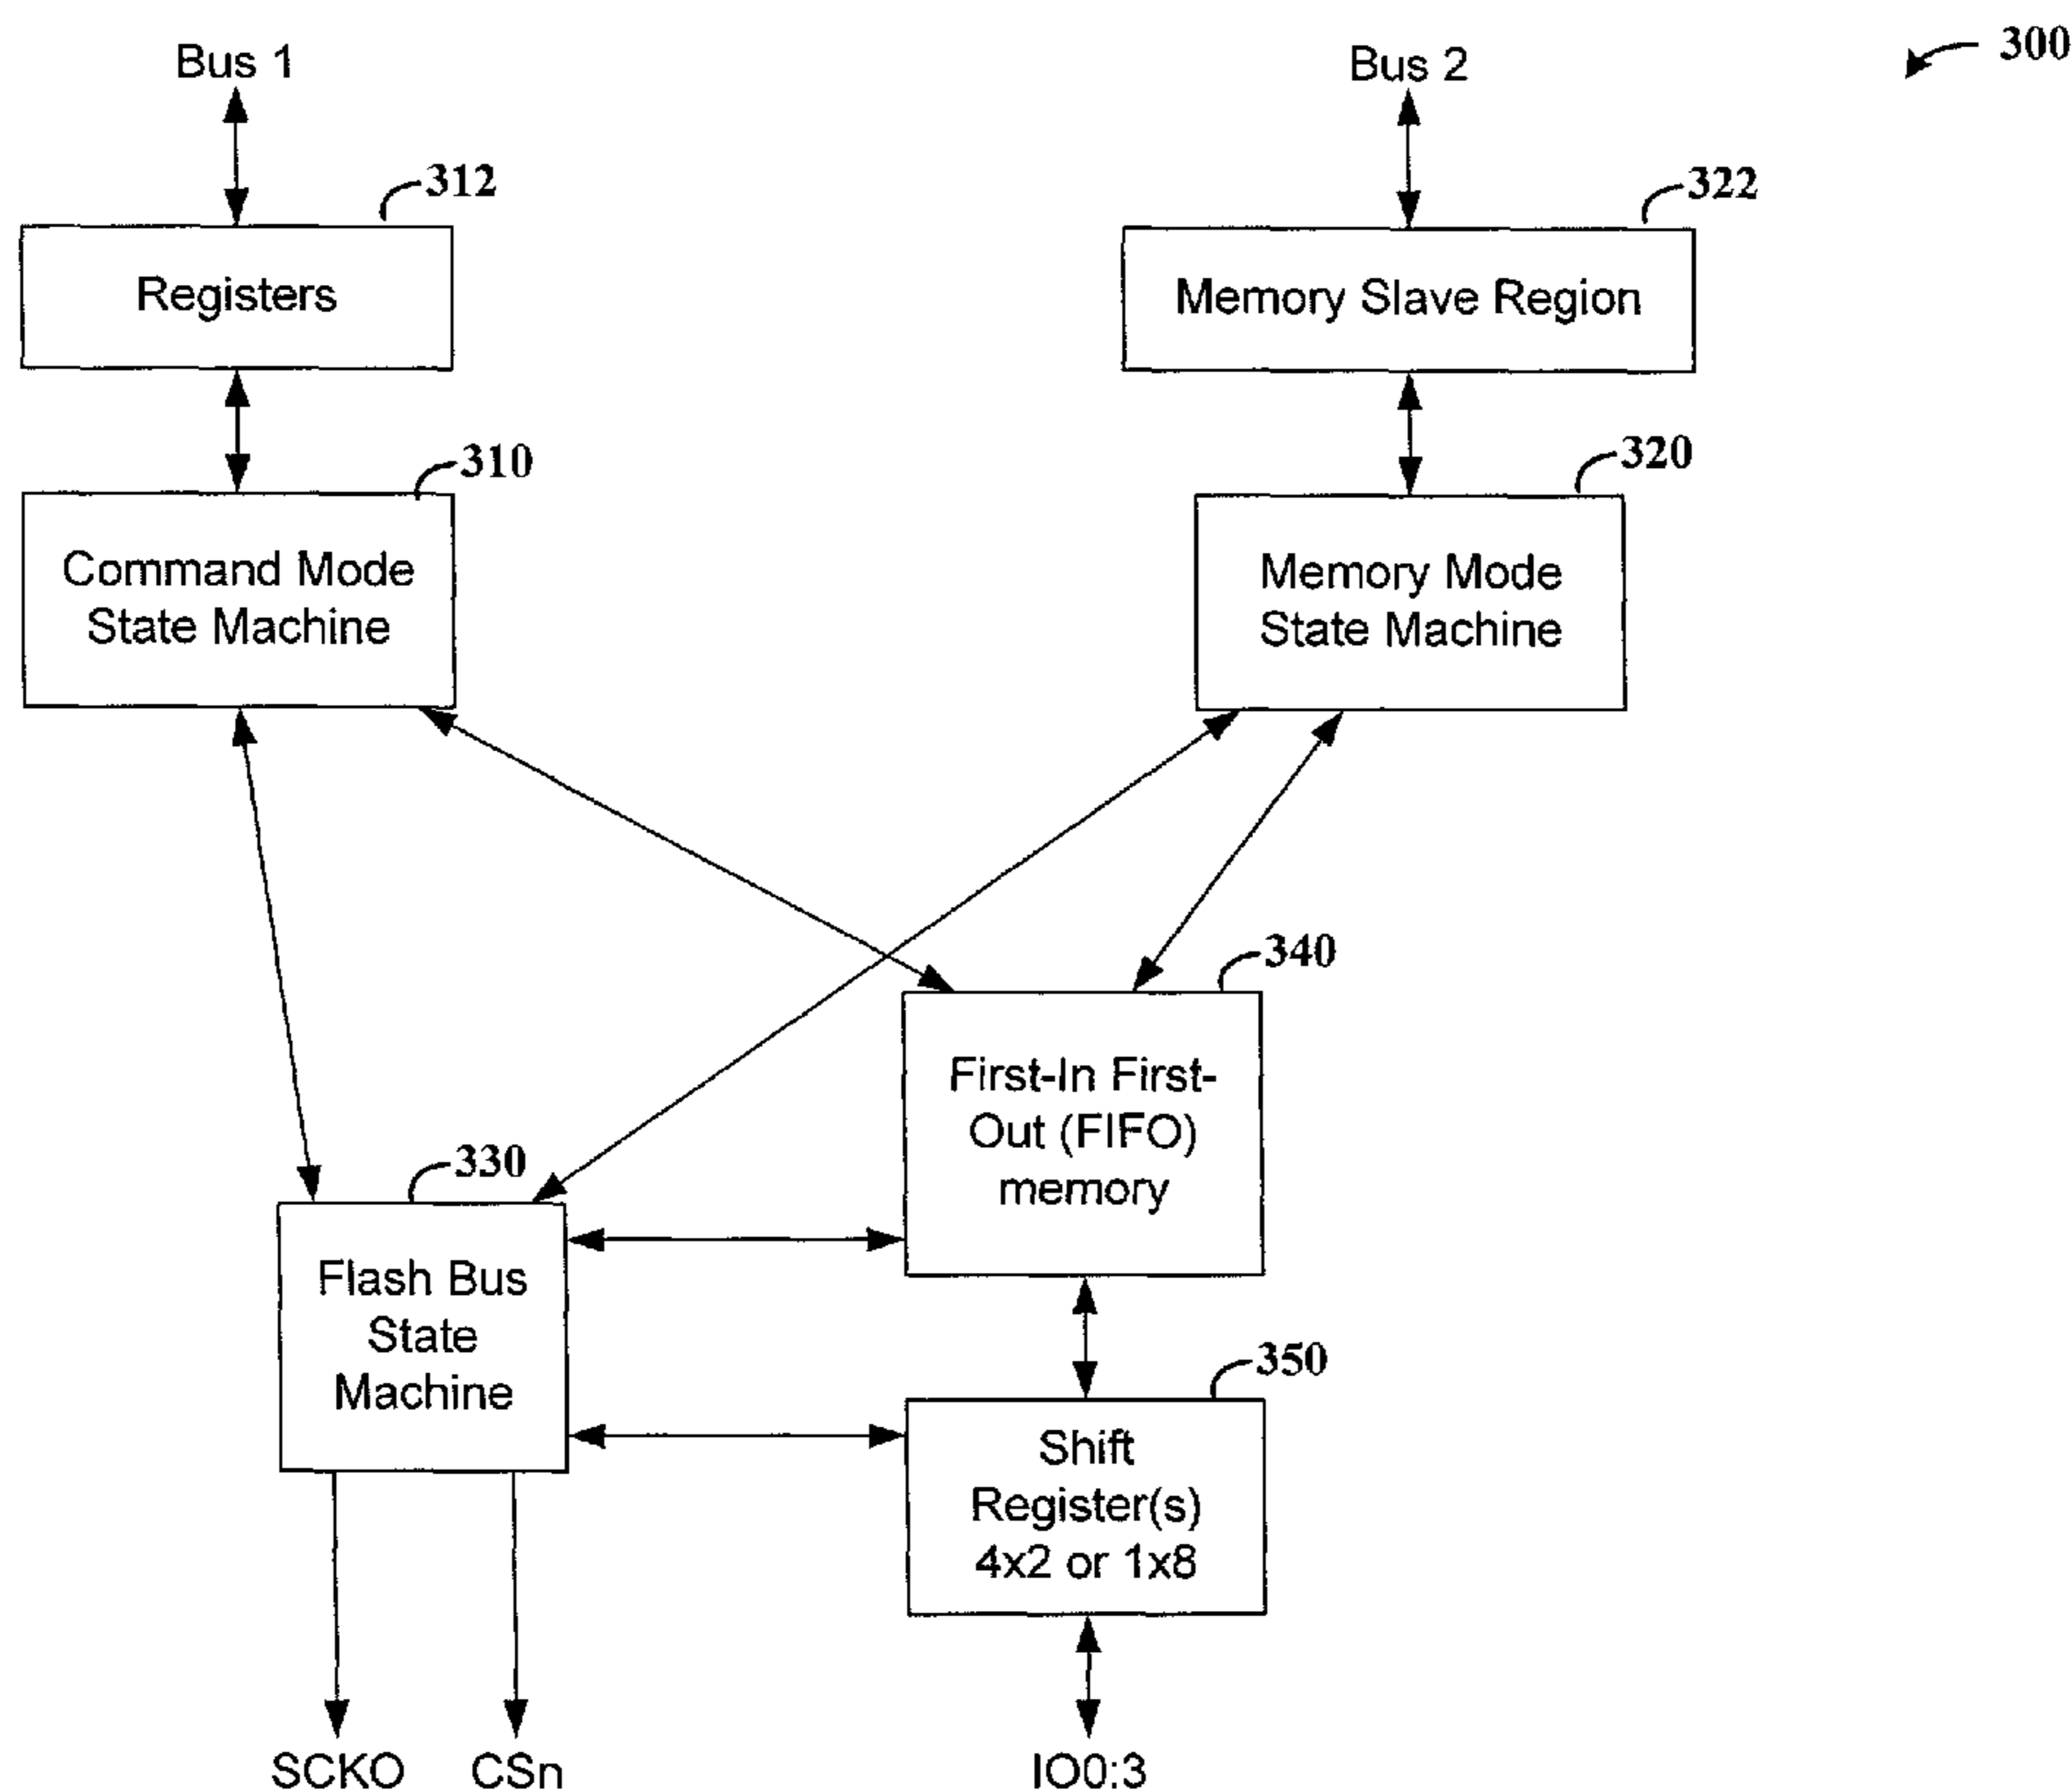 Bus 1
Bus 2
300
312
322
Registers
Memory Slave Region
310
320
Command Mode
State Machine
Memory Mode
State Machine
340
First-In First-
Out (FIFO)
memory
330
Flash Bus
State
Machine
350
Shift
Register(s)
4x2 or 1x8
SCKO
CSn
IO0:3